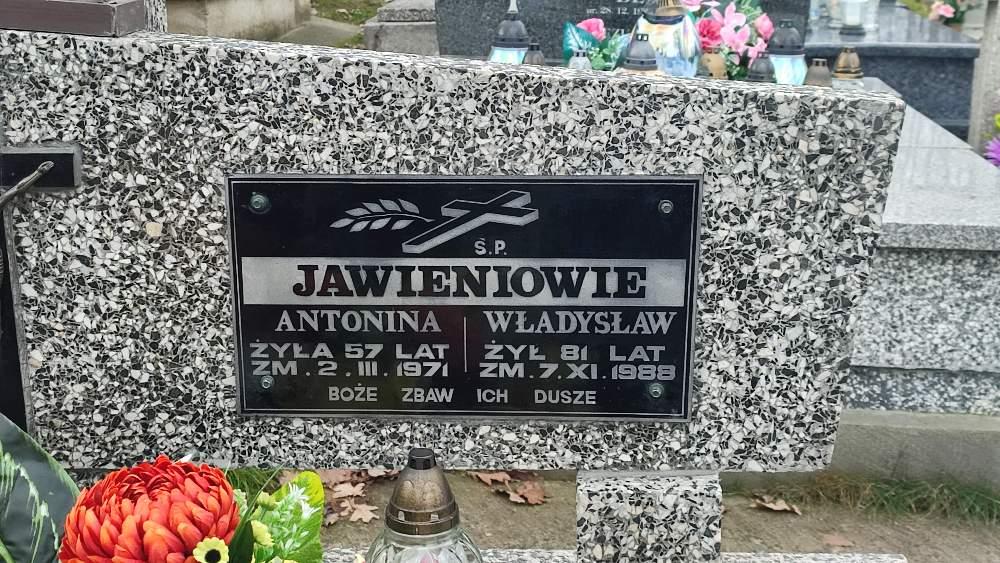 Ś.P.
JAWIENIOWIE
ANTONINA
ŻYŁA 57 LAT
ZM. 2. III. 1971
WŁADYSŁAW
ŻYŁ 81 LAT
ZM. 7. XI. 1988
BOŻE ZBAW ICH DUSZE